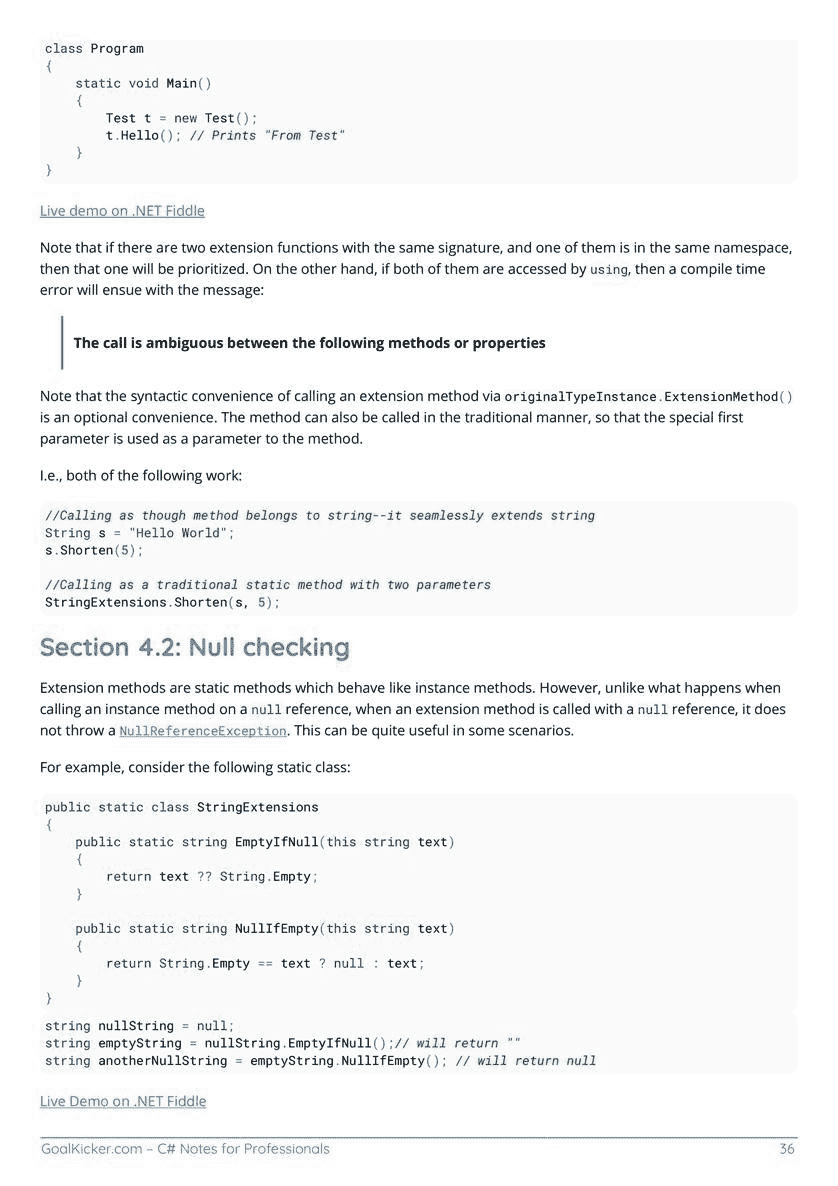 class Program
{
    static void Main()
    {
        Test t = new Test();
        t.Hello(); // Prints "From Test"
    }
}
Live demo on .NET Fiddle
Note that if there are two extension functions with the same signature, and one of them is in the same namespace,
then that one will be prioritized. On the other hand, if both of them are accessed by using, then a compile time
error will ensue with the message:
The call is ambiguous between the following methods or properties
Note that the syntactic convenience of calling an extension method via originalTypeInstance.ExtensionMethod()
is an optional convenience. The method can also be called in the traditional manner, so that the special first
parameter is used as a parameter to the method.
I.e., both of the following work:
//Calling as though method belongs to string--it seamlessly extends string
String s = "Hello World";
s.Shorten(5);
//Calling as a traditional static method with two parameters
StringExtensions.Shorten(s, 5);
Section 4.2: Null checking
Extension methods are static methods which behave like instance methods. However, unlike what happens when
calling an instance method on a null reference, when an extension method is called with a null reference, it does
not throw a NullReferenceException. This can be quite useful in some scenarios.
For example, consider the following static class:
public static class StringExtensions
{
    public static string EmptyIfNull(this string text)
    {
        return text ?? String.Empty;
    }
    public static string NullIfEmpty(this string text)
    {
        return String.Empty == text ? null : text;
    }
}
string nullString = null;
string emptyString = nullString.EmptyIfNull();// will return ""
string anotherNullString = emptyString.NullIfEmpty(); // will return null
Live Demo on .NET Fiddle
GoalKicker.com – C# Notes for Professionals 36